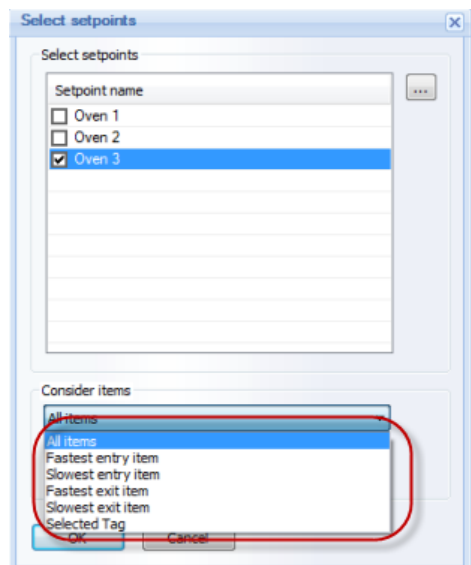 Select setpoints
Select setpoints
Setpoint name
...
Oven 1
Oven 2
Oven 3
Consider items
All items
All items
Fastest entry item
Slowest entry item
Fastest exit item
Slowest exit item
Selected Tag
OK
Cancel